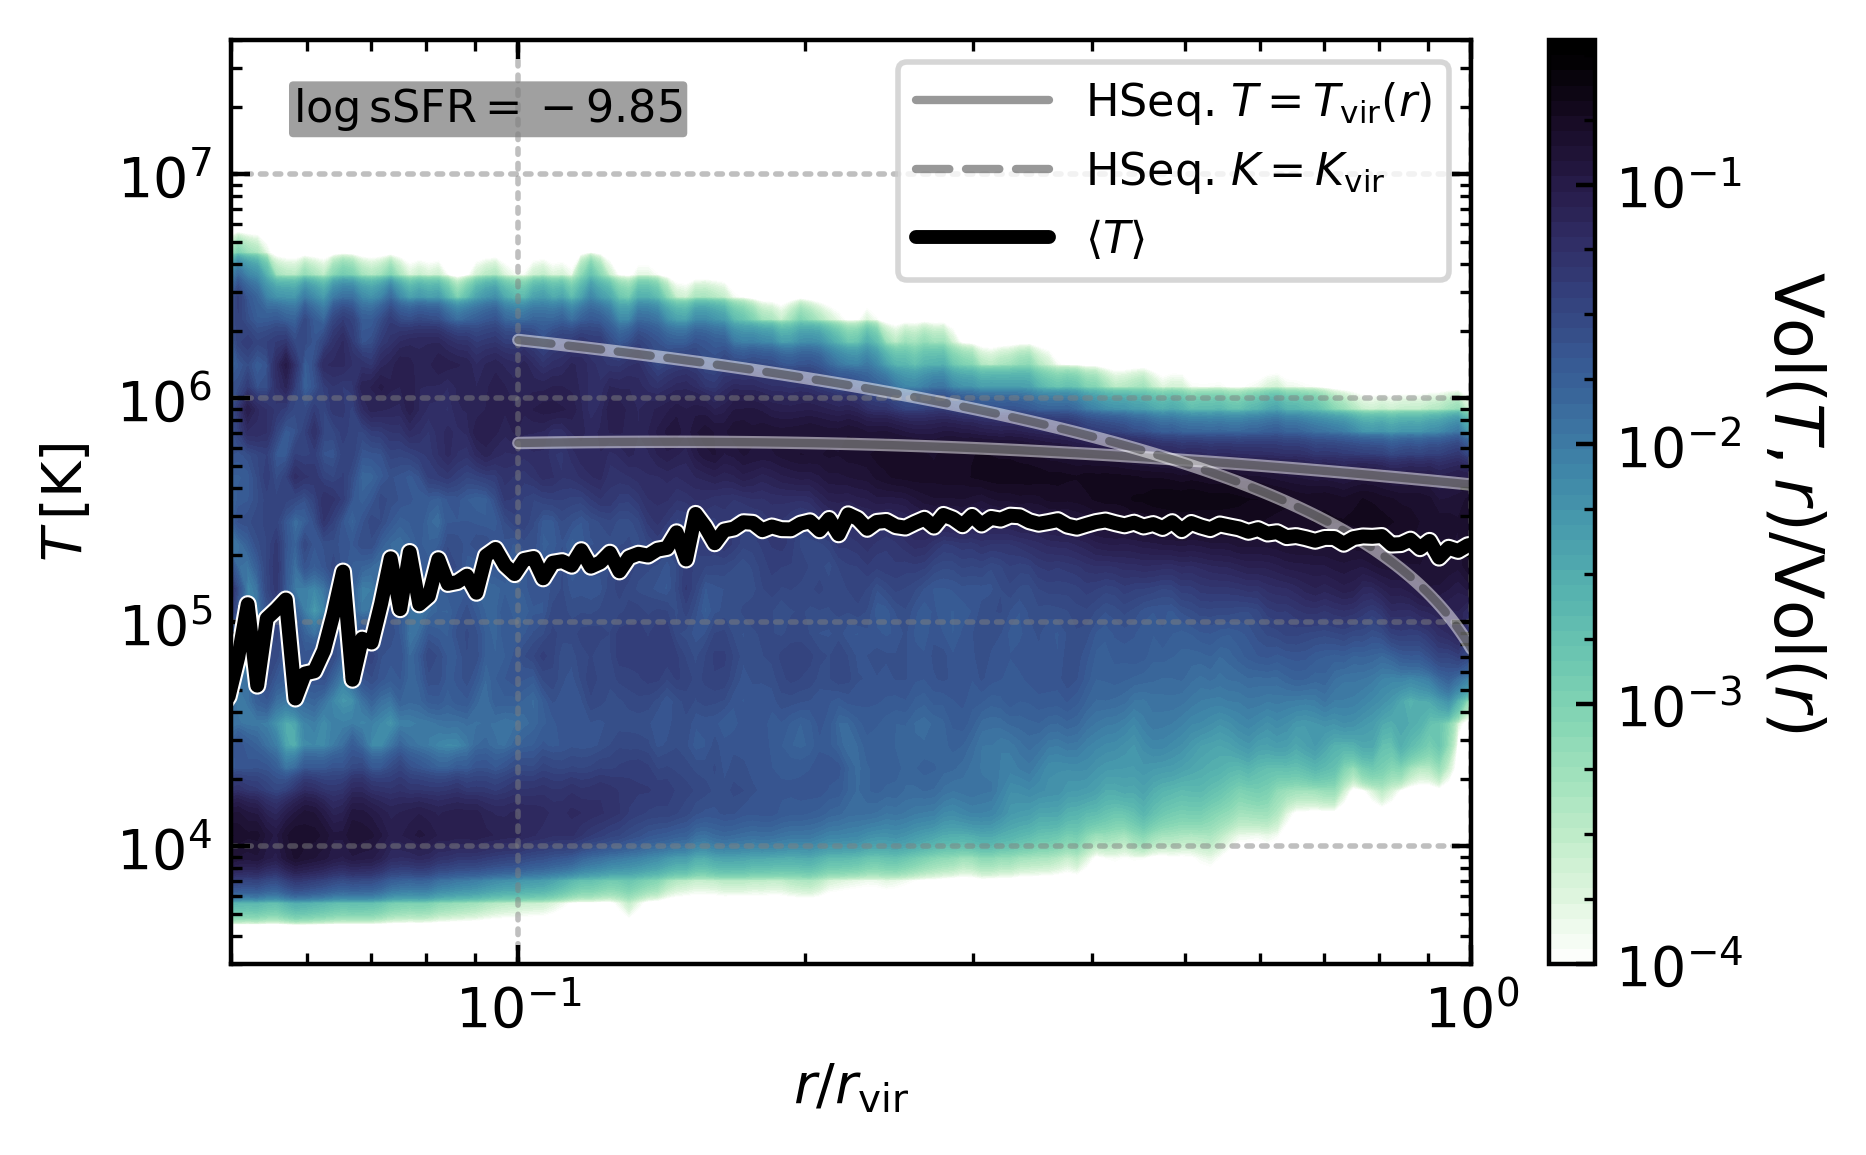 log sSFR = −9.85
HSeq. T = T_vir(r)
HSeq. K = K_vir
⟨T⟩
10^7
10^6
10^5
10^4
T [K]
10^−1
10^0
r/r_vir
10^−1
10^−2
10^−3
10^−4
Vol(T, r)/Vol(r)